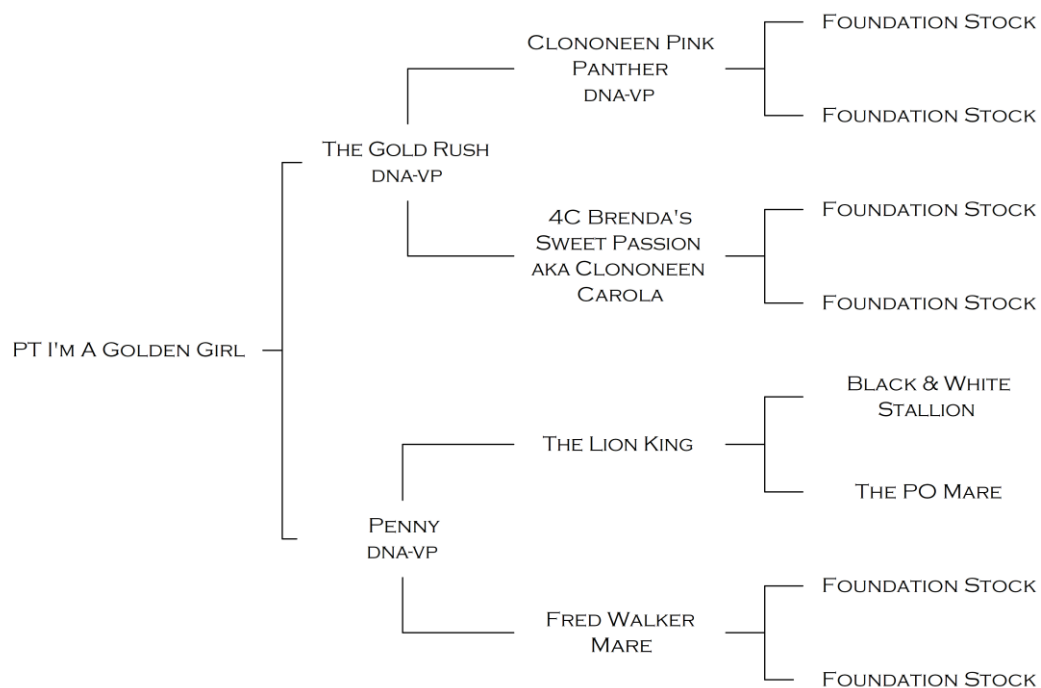 Foundation Stock
Clononeen Pink
Panther
DNA-VP
Foundation Stock
The Gold Rush
DNA-VP
Foundation Stock
4C Brenda's
Sweet Passion
aka Clononeen
Carola
Foundation Stock
PT I'm A Golden Girl
Black & White
Stallion
The Lion King
The PO Mare
Penny
DNA-VP
Foundation Stock
Fred Walker
Mare
Foundation Stock